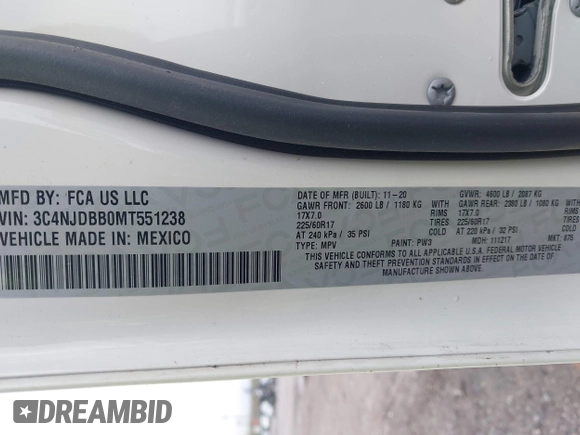 MFD BY: FCA US LLC
VIN: 3C4NJDBB0MT551238
VEHICLE MADE IN: MEXICO
DATE OF MFR (BUILT): 11-20
GVWR: 4600 LB / 2087 KG
GAWR FRONT: 2600 LB / 1180 KG WITH
GAWR REAR: 2380 LB / 1080 KG
17X7.0 RIMS
17X7.0
225/60R17 TIRES
225/60R17
AT 240 kPa / 35 PSI COLD
AT 220 kPa / 32 PSI
TYPE: MPV PAINT: PW3 MDH: 111217 MKT: 875
THIS VEHICLE CONFORMS TO ALL APPLICABLE U.S.A. FEDERAL MOTOR VEHICLE
SAFETY AND THEFT PREVENTION STANDARDS IN EFFECT ON THE DATE OF
MANUFACTURE SHOWN ABOVE.
DREAMBID